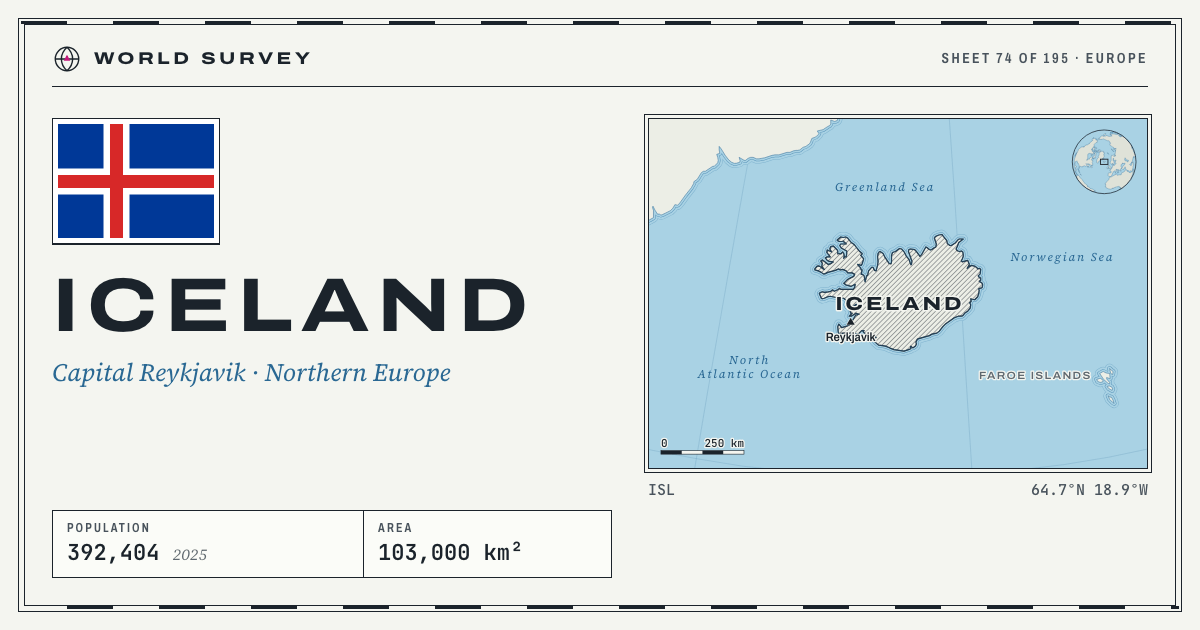 WORLD SURVEY
SHEET 74 OF 195 · EUROPE
ICELAND
Capital Reykjavik · Northern Europe
POPULATION
392,404 2025
AREA
103,000 km²
Greenland Sea
Norwegian Sea
ICELAND
Reykjavik
North
Atlantic Ocean
FAROE ISLANDS
0 250 km
ISL
64.7°N 18.9°W